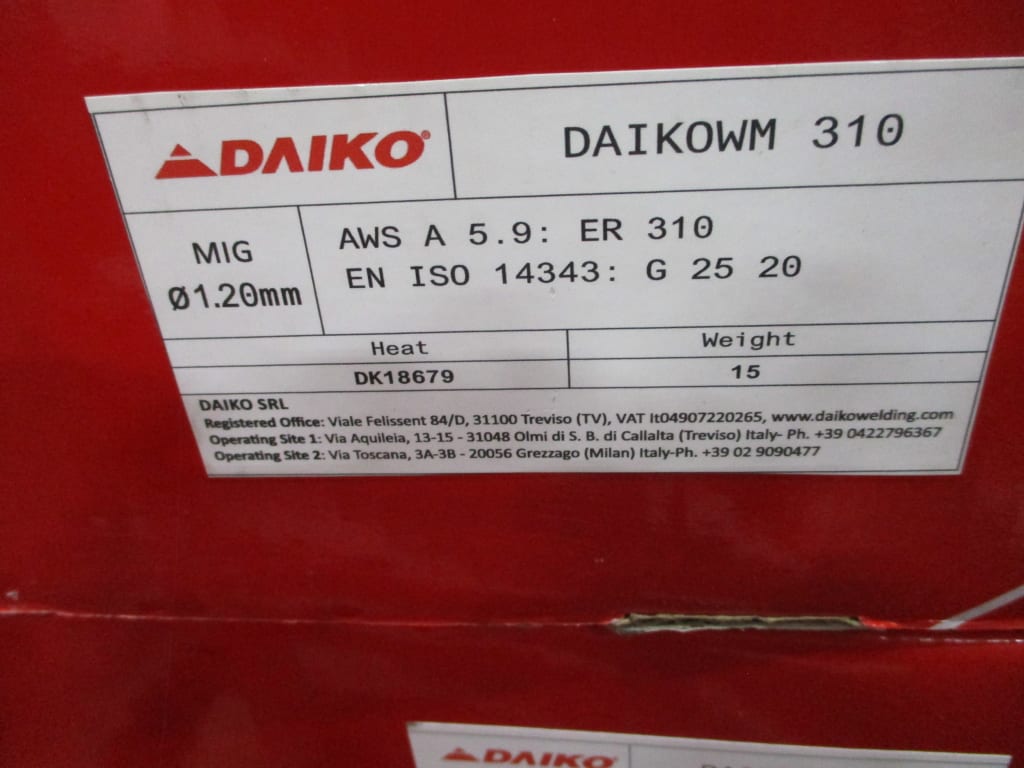 DAIKO®
DAIKOWM 310
MIG
Ø1.20mm
AWS A 5.9: ER 310
EN ISO 14343: G 25 20
Heat
Weight
DK18679
15
DAIKO SRL
Registered Office: Viale Felissent 84/D, 31100 Treviso (TV), VAT It04907220265, www.daikowelding.com
Operating Site 1: Via Aquileia, 13-15 - 31048 Olmi di S. B. di Callalta (Treviso) Italy- Ph. +39 0422796367
Operating Site 2: Via Toscana, 3A-3B - 20056 Grezzago (Milan) Italy-Ph. +39 02 9090477
DAIKO